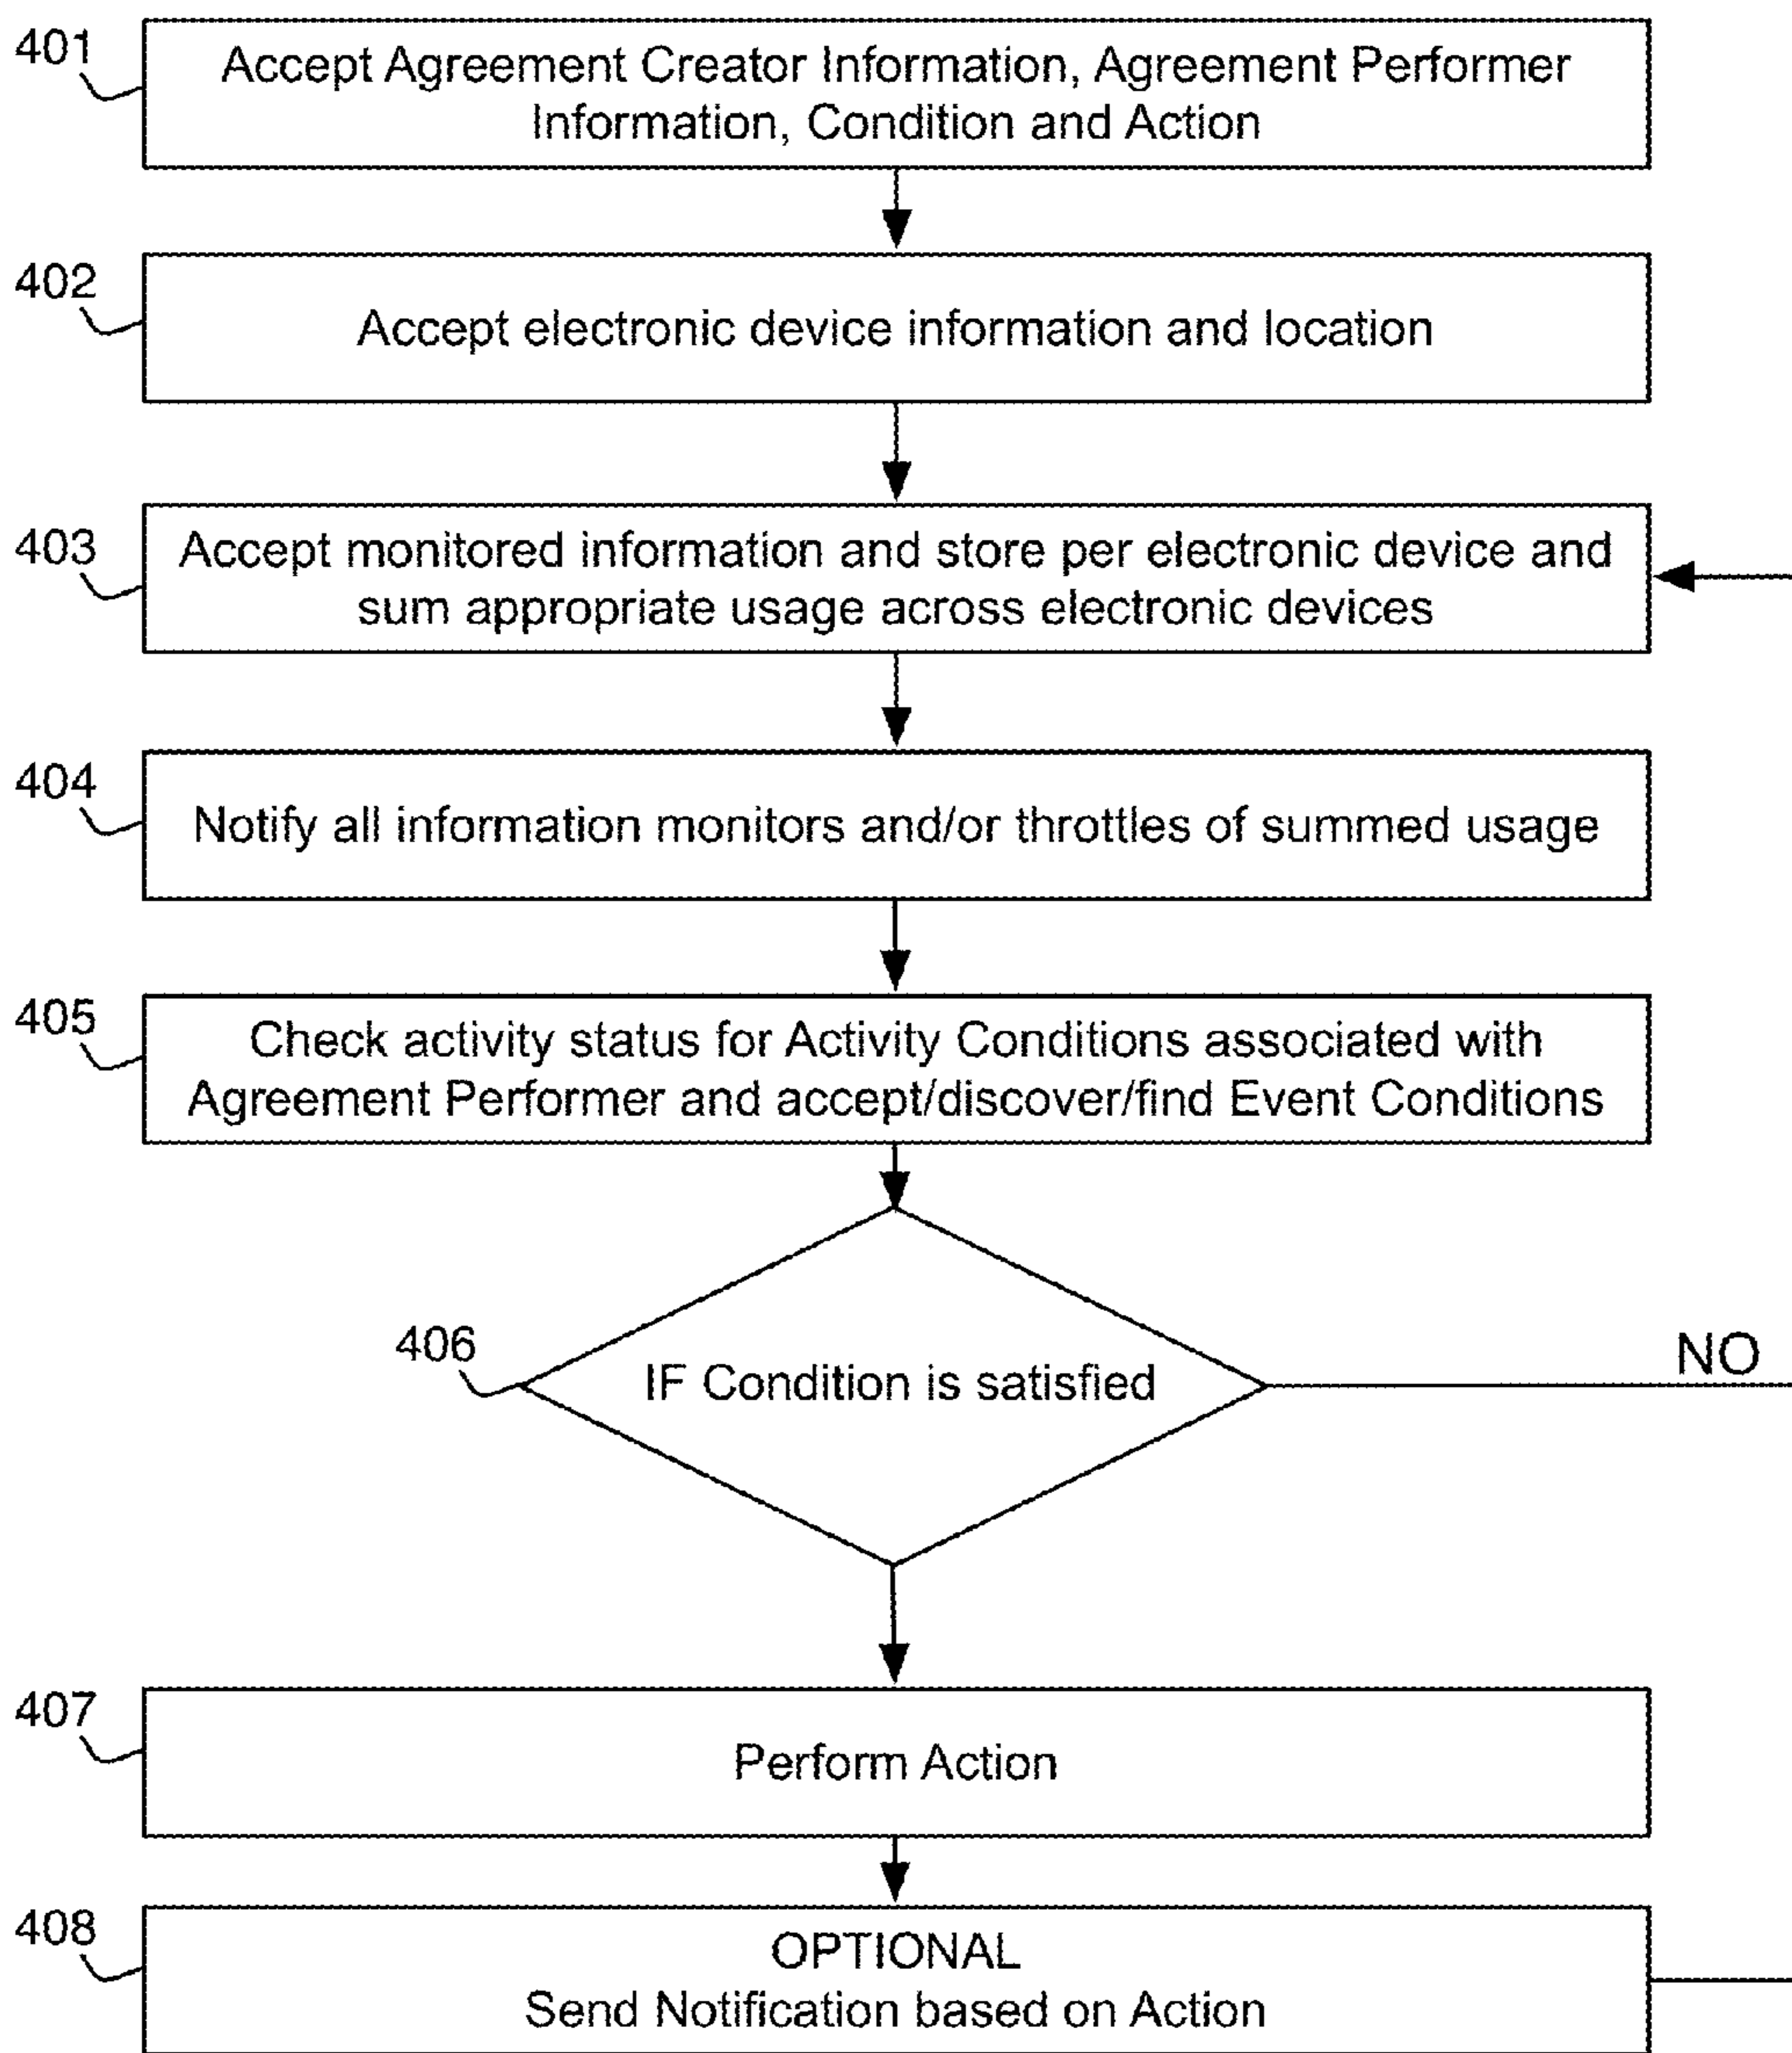 401
Accept Agreement Creator Information, Agreement Performer
Information, Condition and Action
402
Accept electronic device information and location
403
Accept monitored information and store per electronic device and
sum appropriate usage across electronic devices
404
Notify all information monitors and/or throttles of summed usage
405
Check activity status for Activity Conditions associated with
Agreement Performer and accept/discover/find Event Conditions
406
IF Condition is satisfied
NO
407
Perform Action
408
OPTIONAL
Send Notification based on Action